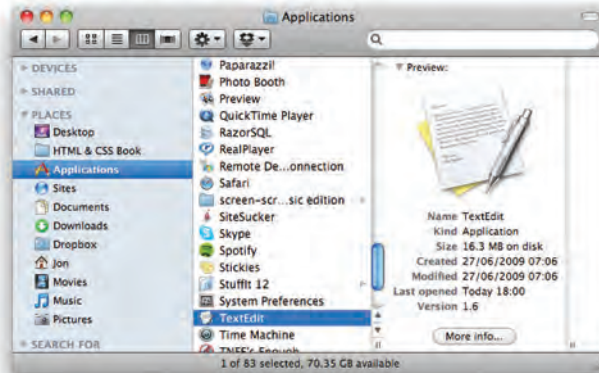 Applications
DEVICES
SHARED
PLACES
Desktop
HTML & CSS Book
Applications
Sites
Documents
Downloads
Dropbox
Jon
Movies
Music
Pictures
SEARCH FOR
Paparazzi!
Photo Booth
Preview
QuickTime Player
RazorSQL
RealPlayer
Remote De...onnection
Safari
screen-scr...sic edition
SiteSucker
Skype
Spotify
Stickies
StuffIt 12
System Preferences
TextEdit
Time Machine
TNEF's Enough
Preview:
Name TextEdit
Kind Application
Size 16.3 MB on disk
Created 27/06/2009 07:06
Modified 27/06/2009 07:06
Last opened Today 18:00
Version 1.6
More info...
1 of 83 selected, 70.35 GB available